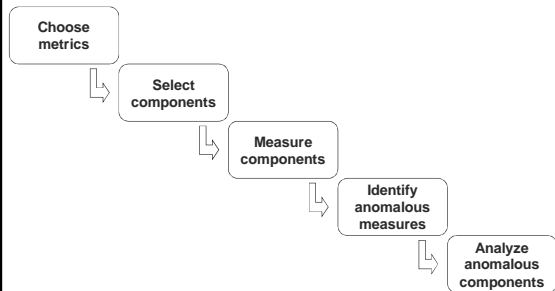 Choose
metrics
Select
components
Measure
components
Identify
anomalous
measures
Analyze
anomalous
components